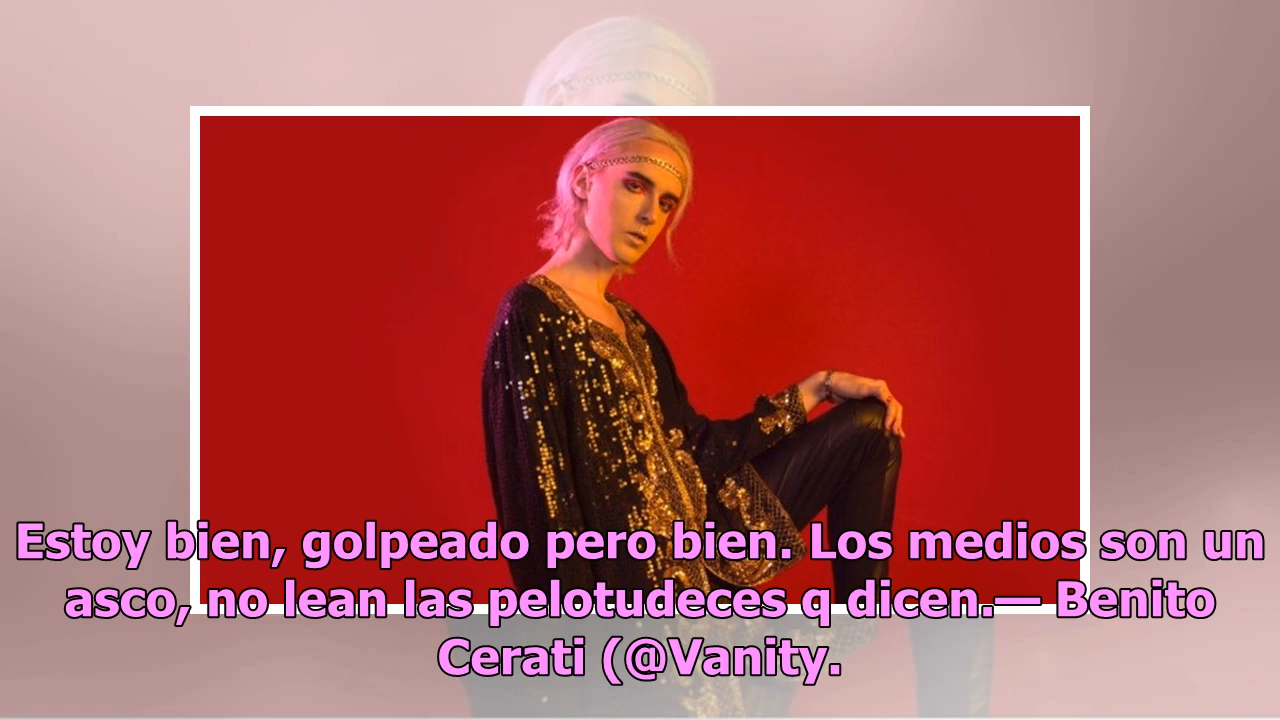 Estoy bien, golpeado pero bien. Los medios son un
asco, no lean las pelotudeces q dicen.— Benito
Cerati (@Vanity.